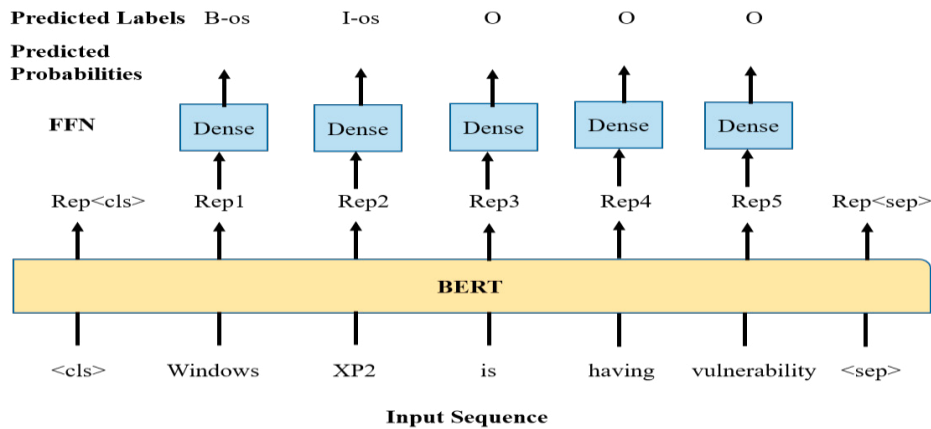 Predicted Labels B-os I-os O O O
Predicted
Probabilities
FFN Dense Dense Dense Dense Dense
Rep<cls> Rep1 Rep2 Rep3 Rep4 Rep5 Rep<sep>
BERT
<cls> Windows XP2 is having vulnerability <sep>
Input Sequence